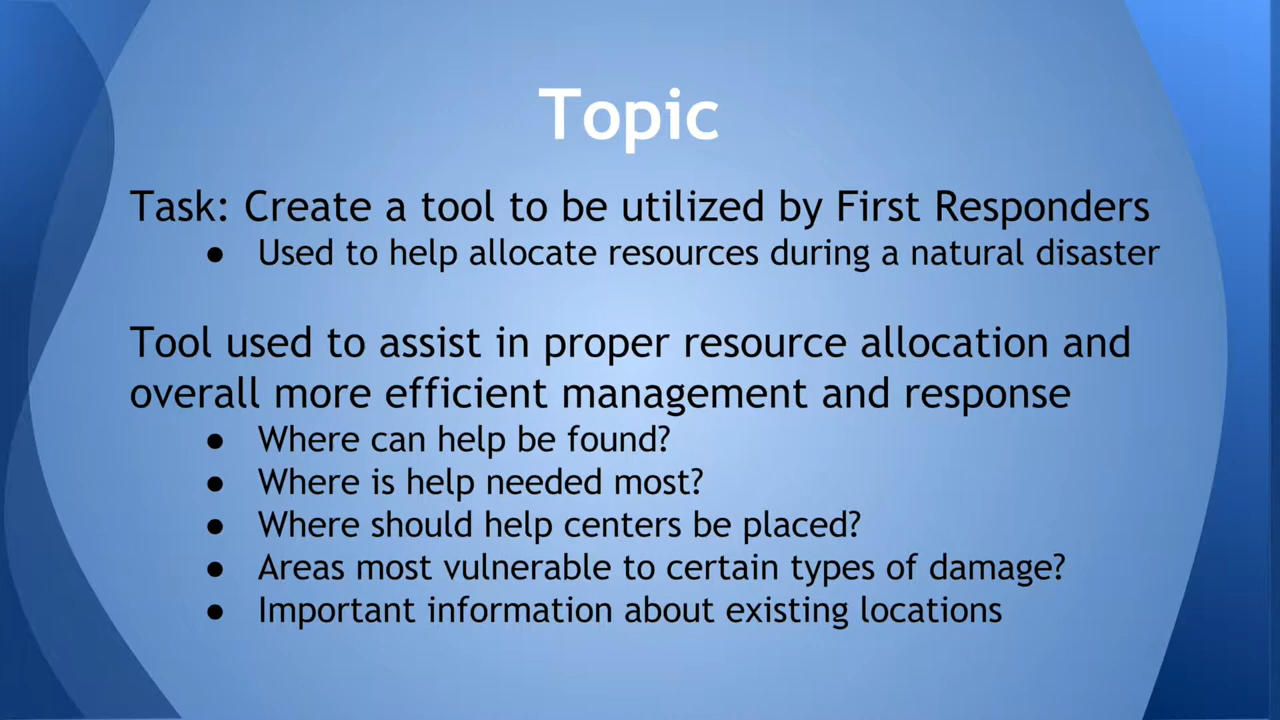 Topic
Task: Create a tool to be utilized by First Responders
● Used to help allocate resources during a natural disaster
Tool used to assist in proper resource allocation and
overall more efficient management and response
● Where can help be found?
● Where is help needed most?
● Where should help centers be placed?
● Areas most vulnerable to certain types of damage?
● Important information about existing locations